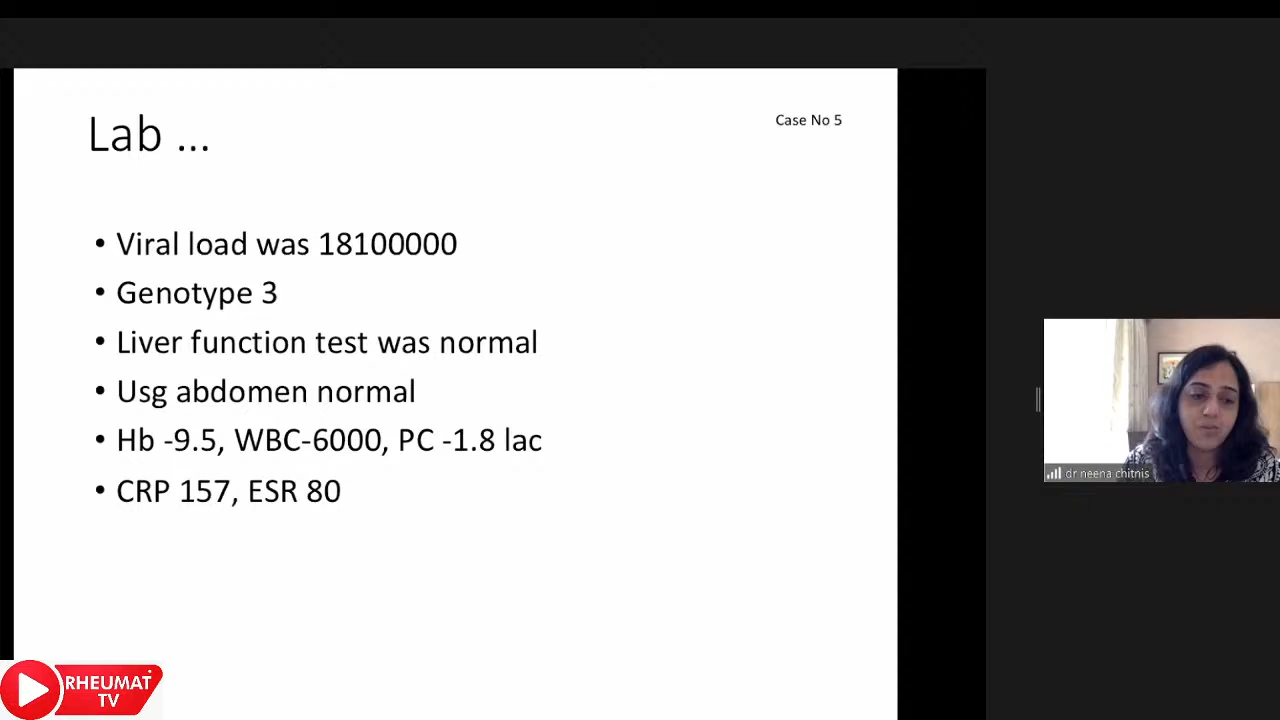 Lab ...
Case No 5
• Viral load was 18100000
• Genotype 3
• Liver function test was normal
• Usg abdomen normal
• Hb -9.5, WBC-6000, PC -1.8 lac
• CRP 157, ESR 80
dr neena chitnis
RHEUMAT
TV